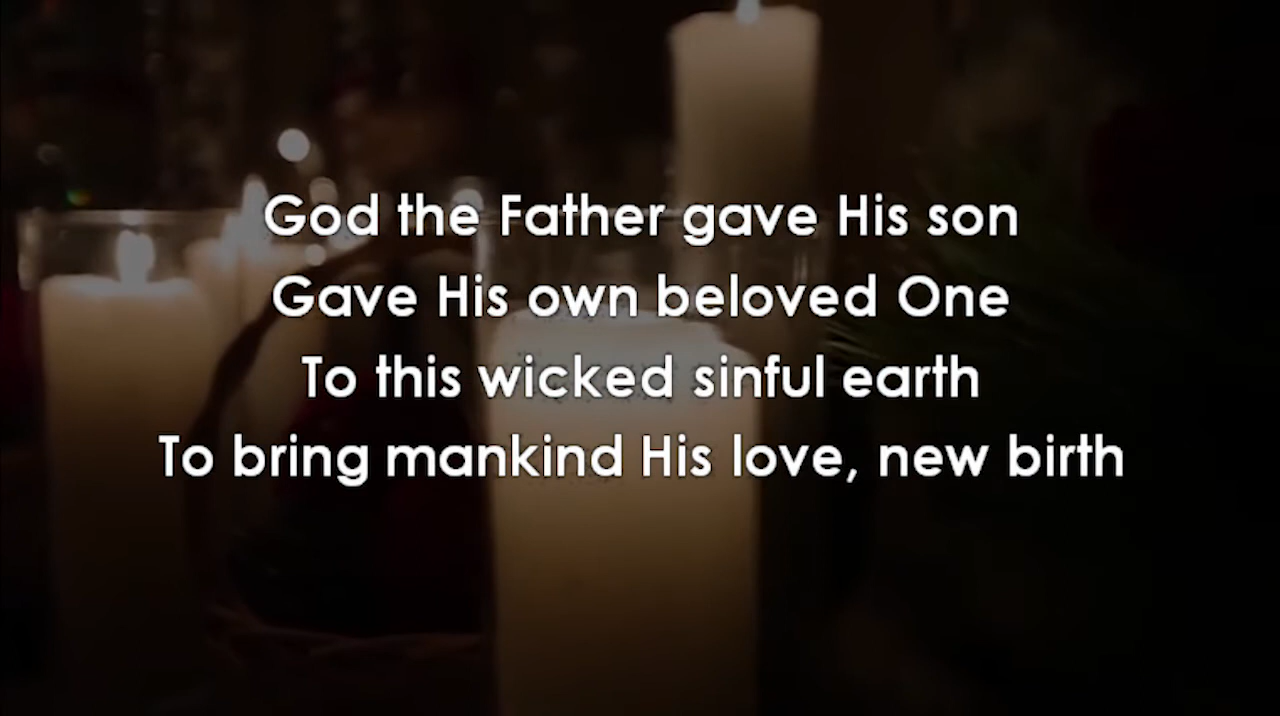 God the Father gave His son
Gave His own beloved One
To this wicked sinful earth
To bring mankind His love, new birth